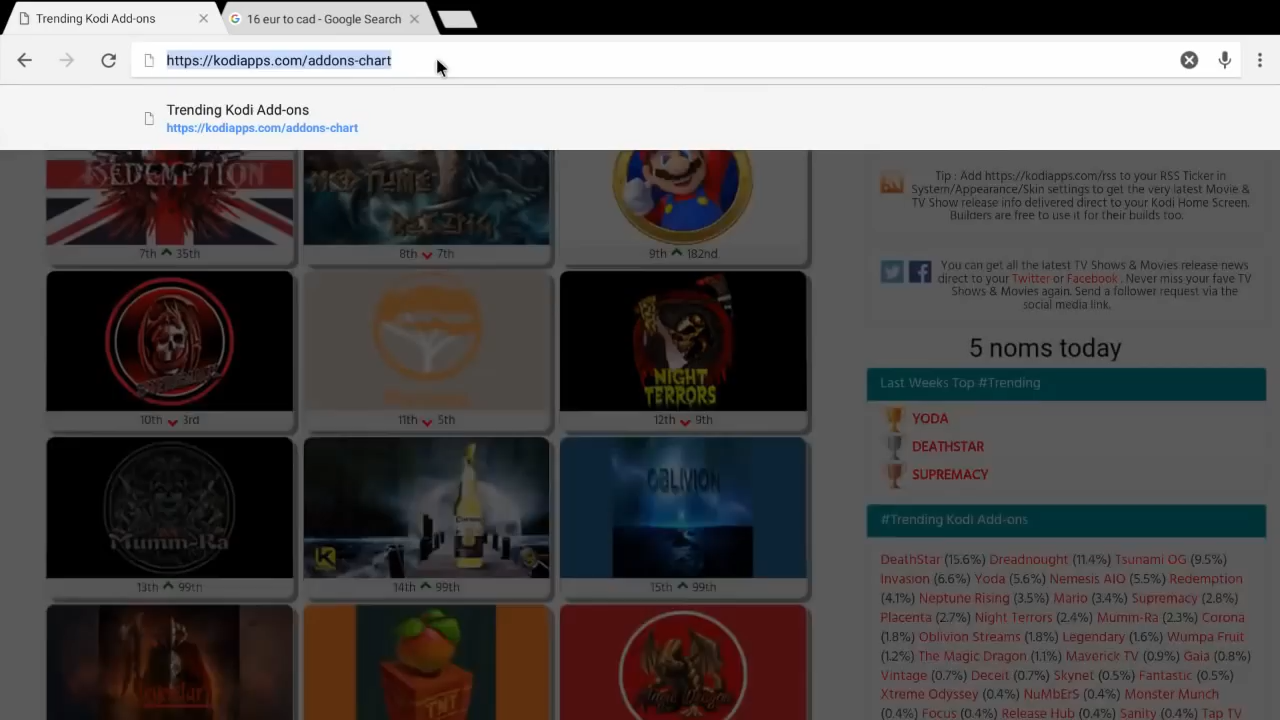 Trending Kodi Add-ons
16 eur to cad - Google Search
https://kodiapps.com/addons-chart
Trending Kodi Add-ons
https://kodiapps.com/addons-chart
REDEMPTION
NEPTUNE
RISING
7th 35th
8th 7th
9th 182nd
10th 3rd
11th 5th
NIGHT
TERRORS
12th 9th
Mumm-Ra
13th 99th
14th 99th
OBLIVION
15th 99th
Legendary
TNT
Magic Dragon
Tip : Add https://kodiapps.com/rss to your RSS Ticker in
System/Appearance/Skin settings to get the very latest Movie &
TV Show release info delivered direct to your Kodi Home Screen.
Builders are free to use it for their builds too.
You can get all the latest TV Shows & Movies release news
direct to your Twitter or Facebook . Never miss your fave TV
Shows & Movies again. Send a follower request via the
social media link.
5 noms today
Last Weeks Top #Trending
YODA
DEATHSTAR
SUPREMACY
#Trending Kodi Add-ons
DeathStar (15.6%) Dreadnought (11.4%) Tsunami OG (9.5%)
Invasion (6.6%) Yoda (5.6%) Nemesis AIO (5.5%) Redemption
(4.1%) Neptune Rising (3.5%) Mario (3.4%) Supremacy (2.8%)
Placenta (2.7%) Night Terrors (2.4%) Mumm-Ra (2.3%) Corona
(1.8%) Oblivion Streams (1.8%) Legendary (1.6%) Wumpa Fruit
(1.2%) The Magic Dragon (1.1%) Maverick TV (0.9%) Gaia (0.8%)
Vintage (0.7%) Deceit (0.7%) Skynet (0.5%) Fantastic (0.5%)
Xtreme Odyssey (0.4%) NuMbErS (0.4%) Monster Munch
(0.4%) Focus (0.4%) Release Hub (0.4%) Sanity (0.4%) Tap TV